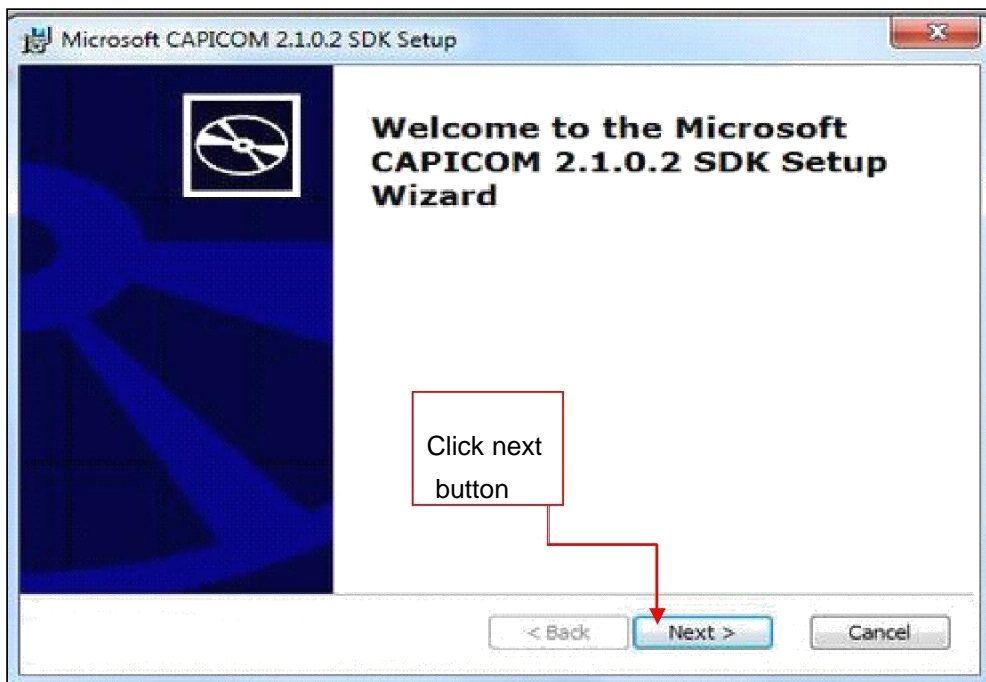 Microsoft CAPICOM 2.1.0.2 SDK Setup
Welcome to the Microsoft
CAPICOM 2.1.0.2 SDK Setup
Wizard
Click next
button
< Back
Next >
Cancel